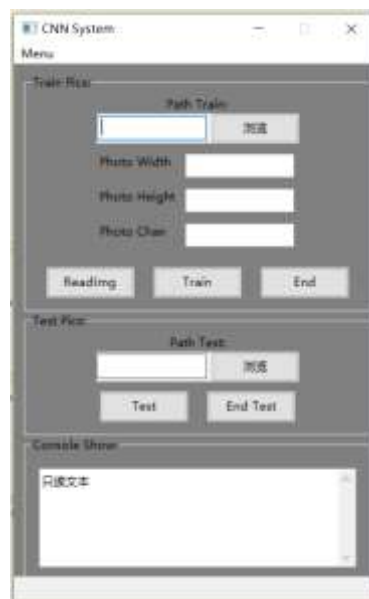 CNN System
Menu
Train Pics:
Path Train:
浏览
Photo Width
Photo Height
Photo Chan
ReadImg Train End
Test Pics:
Path Test:
浏览
Test End Test
Console Show:
只读文本